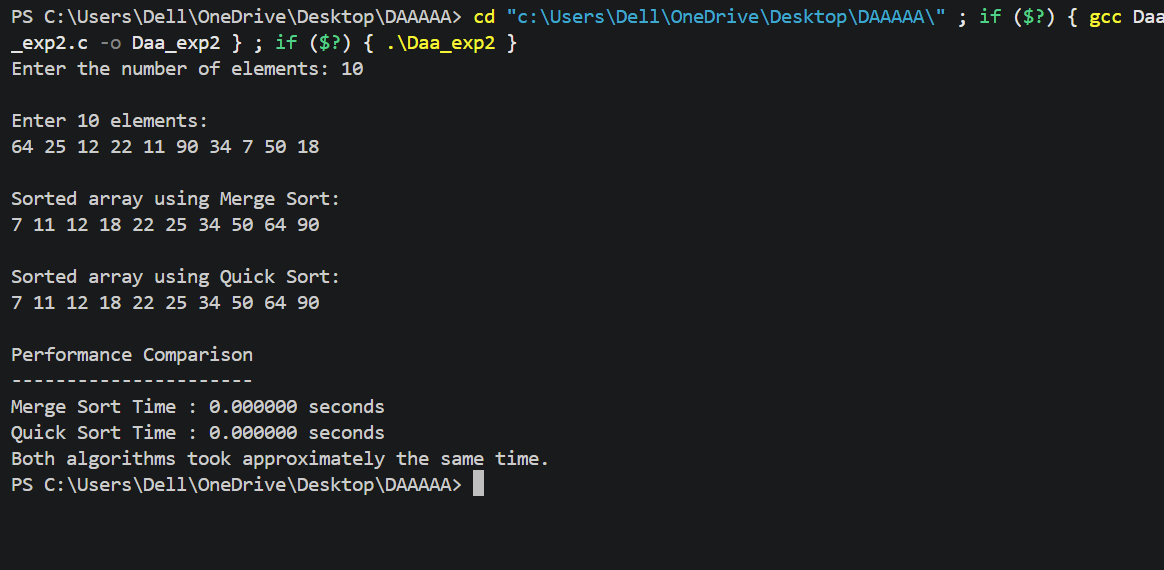 PS C:\Users\Dell\OneDrive\Desktop\DAAAAA> cd "c:\Users\Dell\OneDrive\Desktop\DAAAAA\" ; if ($?) { gcc Daa
_exp2.c -o Daa_exp2 } ; if ($?) { .\Daa_exp2 }
Enter the number of elements: 10
Enter 10 elements:
64 25 12 22 11 90 34 7 50 18
Sorted array using Merge Sort:
7 11 12 18 22 25 34 50 64 90
Sorted array using Quick Sort:
7 11 12 18 22 25 34 50 64 90
Performance Comparison
----------------------
Merge Sort Time : 0.000000 seconds
Quick Sort Time : 0.000000 seconds
Both algorithms took approximately the same time.
PS C:\Users\Dell\OneDrive\Desktop\DAAAAA>